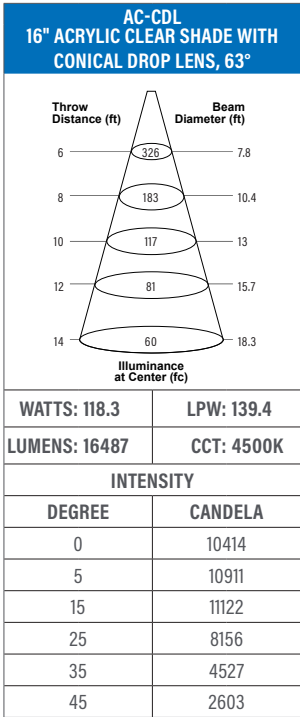 AC-CDL
16" ACRYLIC CLEAR SHADE WITH
CONICAL DROP LENS, 63°
Throw
Distance (ft)
Beam
Diameter (ft)
6 326 7.8
8 183 10.4
10 117 13
12 81 15.7
14 60 18.3
Illuminance
at Center (fc)
WATTS: 118.3 LPW: 139.4
LUMENS: 16487 CCT: 4500K
INTENSITY
DEGREE CANDELA
0 10414
5 10911
15 11122
25 8156
35 4527
45 2603